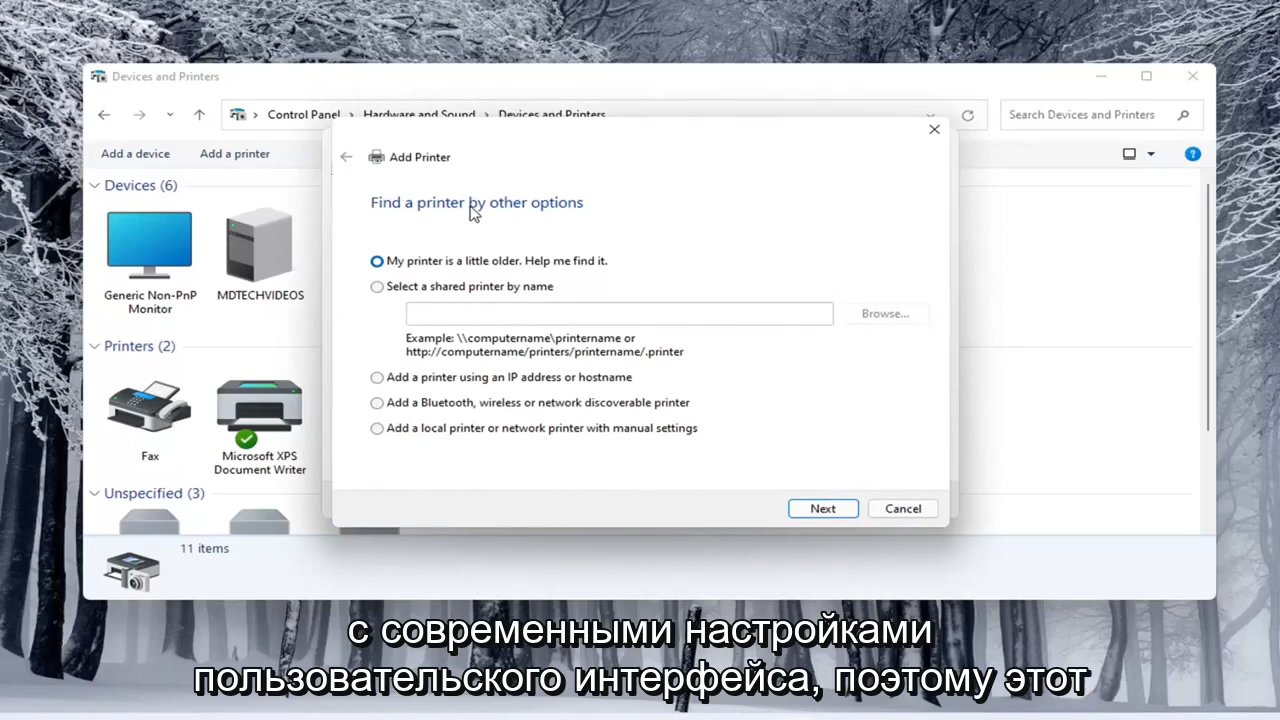 Devices and Printers
Control Panel > Hardware and Sound > Devices and Printers
Search Devices and Printers
Add a device
Add a printer
?
Devices (6)
Generic Non-PnP
Monitor
MDTECHVIDEOS
Printers (2)
Fax
Microsoft XPS
Document Writer
Unspecified (3)
11 items
Add Printer
Find a printer by other options
My printer is a little older. Help me find it.
Select a shared printer by name
Browse...
Example: \\computername\printername or
http://computername/printers/printername/.printer
Add a printer using an IP address or hostname
Add a Bluetooth, wireless or network discoverable printer
Add a local printer or network printer with manual settings
Next
Cancel
с современными настройками
пользовательского интерфейса, поэтому этот